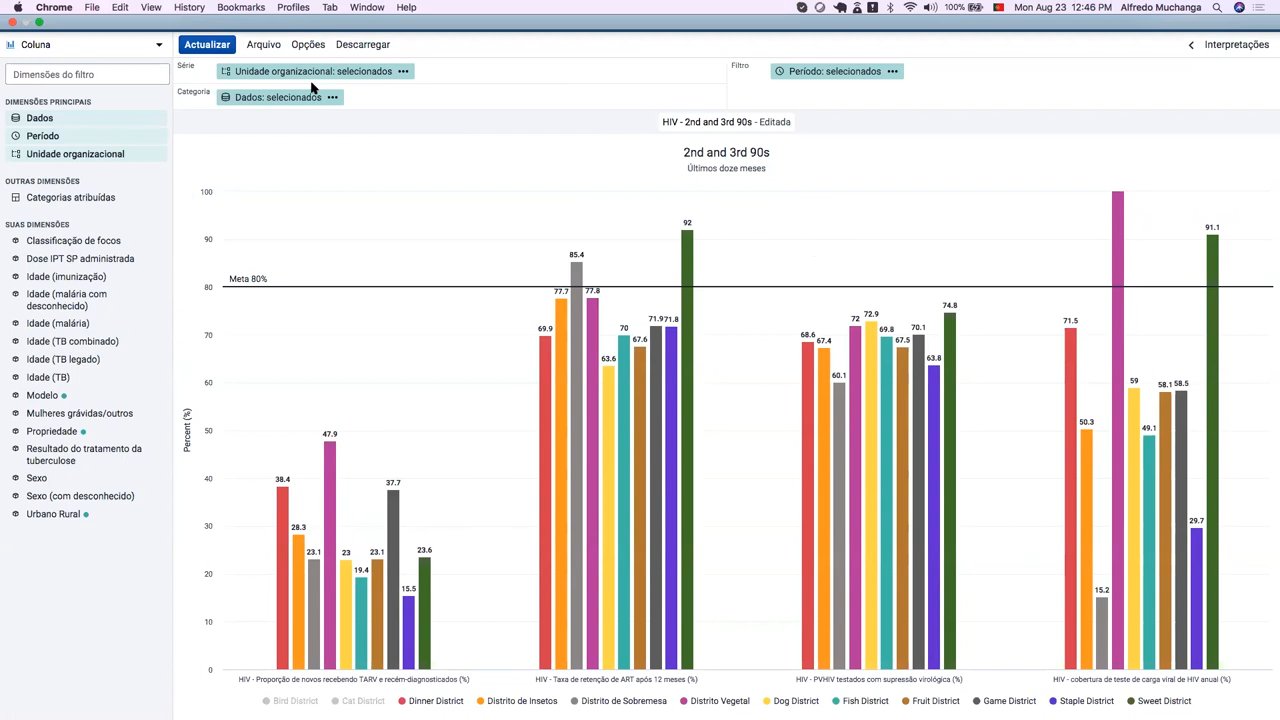 Chrome File Edit View History Bookmarks Profiles Tab Window Help 100% Mon Aug 23 12:46 PM Alfredo Muchanga
Coluna Actualizar Arquivo Opções Descarregar Interpretações
Dimensões do filtro
Série Unidade organizacional: selecionados ••• Filtro Período: selecionados •••
Categoria Dados: selecionados •••
DIMENSÕES PRINCIPAIS
Dados
Período
Unidade organizacional
OUTRAS DIMENSÕES
Categorias atribuídas
SUAS DIMENSÕES
Classificação de focos
Dose IPT SP administrada
Idade (imunização)
Idade (malária com
desconhecido)
Idade (malária)
Idade (TB combinado)
Idade (TB legado)
Idade (TB)
Modelo
Mulheres grávidas/outros
Propriedade
Resultado do tratamento da
tuberculose
Sexo
Sexo (com desconhecido)
Urbano Rural
HIV - 2nd and 3rd 90s - Editada
2nd and 3rd 90s
Últimos doze meses
Percent (%)
100
90
80
70
60
50
40
30
20
10
0
Meta 80%
38.4 28.3 23.1 47.9 23 19.4 23.1 37.7 15.5 23.6
69.9 77.7 85.4 77.8 63.6 70 67.6 71.9 71.8 92
68.6 67.4 60.1 72 72.9 69.8 67.5 70.1 63.8 74.8
71.5 50.3 15.2 59 49.1 58.1 58.5 29.7 91.1
HIV - Proporção de novos recebendo TARV e recém-diagnosticados (%)
HIV - Taxa de retenção de ART após 12 meses (%)
HIV - PVHIV testados com supressão virológica (%)
HIV - cobertura de teste de carga viral de HIV anual (%)
Bird District Cat District Dinner District Distrito de Insetos Distrito de Sobremesa Distrito Vegetal Dog District Fish District Fruit District Game District Staple District Sweet District